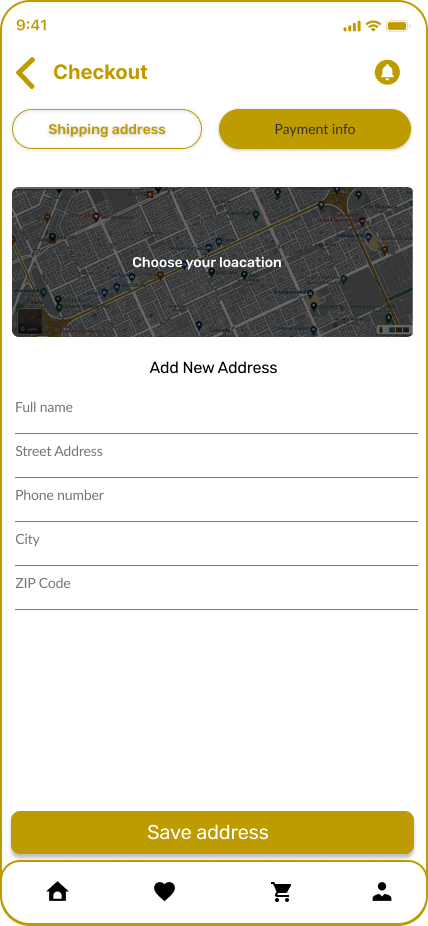 9:41
Checkout
Shipping address
Payment info
Choose your loacation
Add New Address
Full name
Street Address
Phone number
City
ZIP Code
Save address